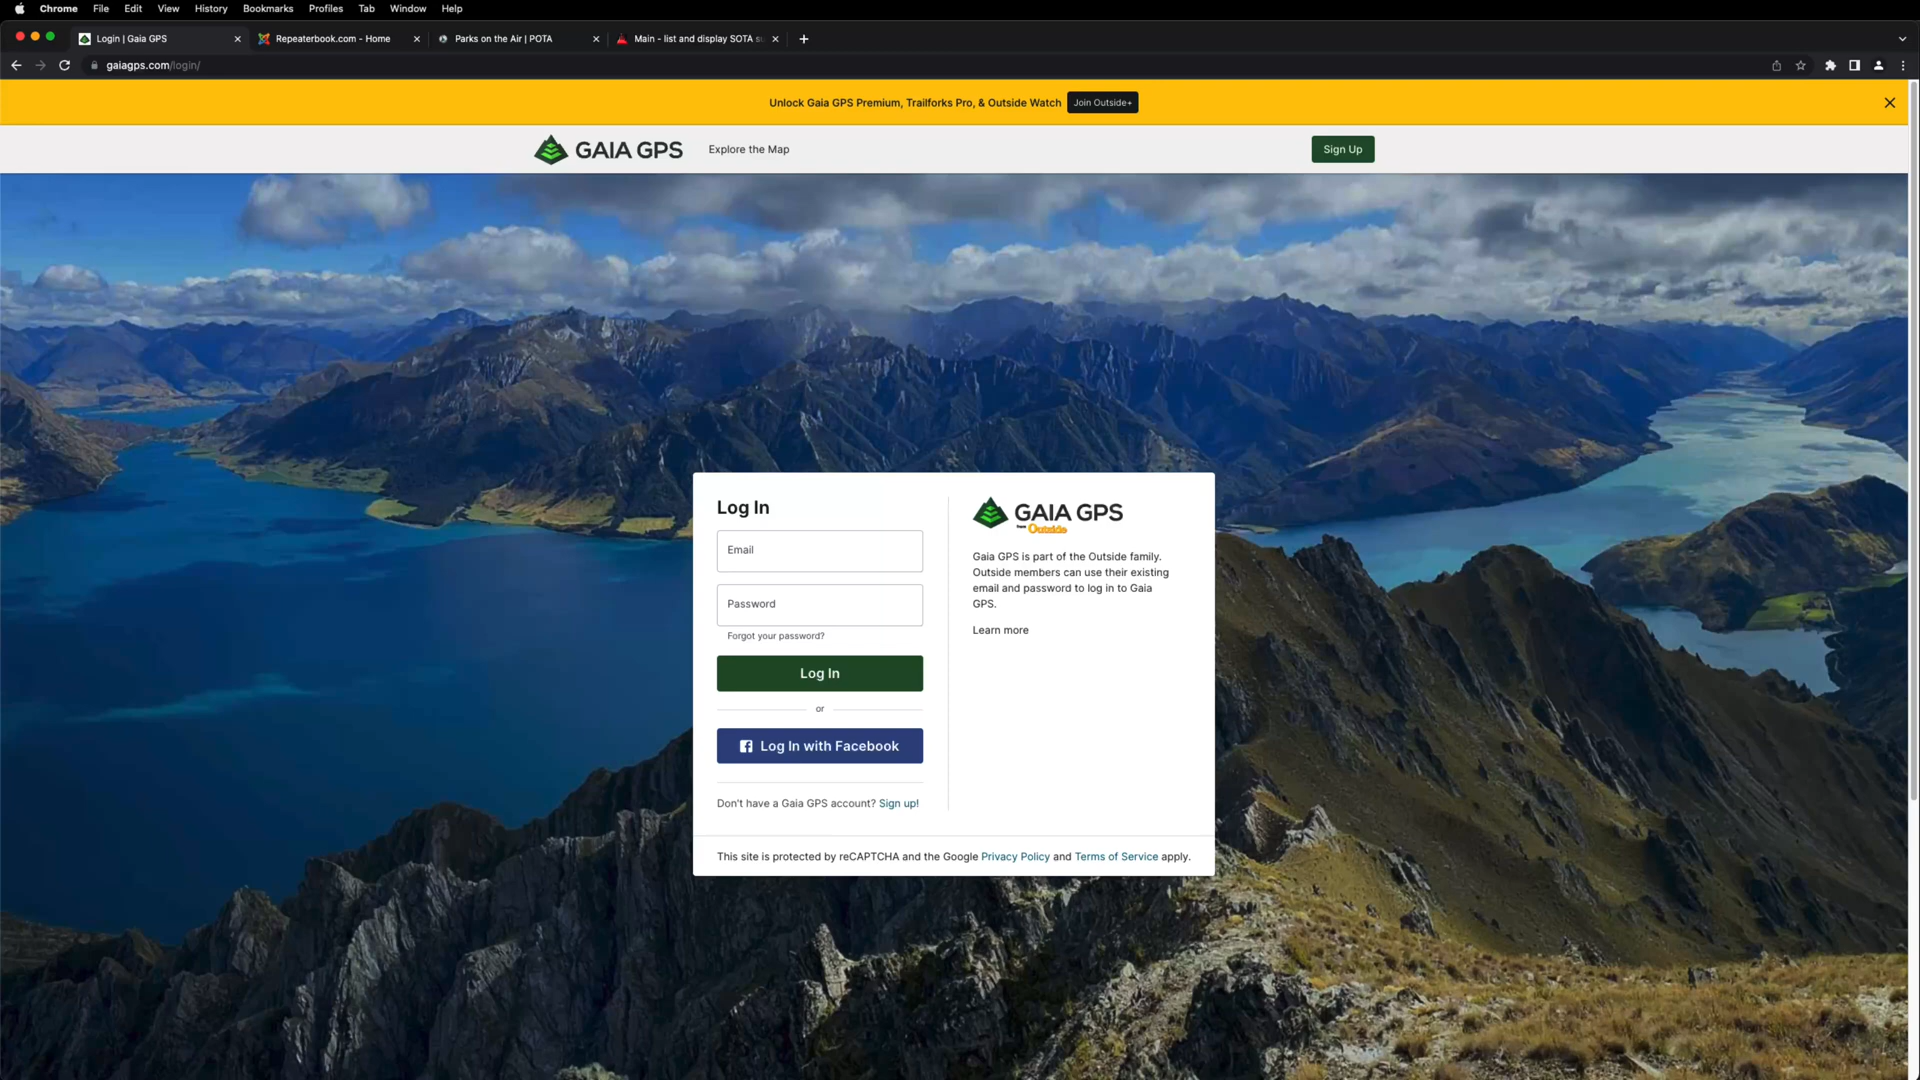 Chrome File Edit View History Bookmarks Profiles Tab Window Help
Login | Gaia GPS
Repeaterbook.com - Home
Parks on the Air | POTA
Main - list and display SOTA su
gaiagps.com/login/
Unlock Gaia GPS Premium, Trailforks Pro, & Outside Watch
Join Outside+
GAIA GPS
Explore the Map
Sign Up
Log In
Email
Password
Forgot your password?
Log In
or
Log In with Facebook
Don't have a Gaia GPS account? Sign up!
GAIA GPS
from Outside
Gaia GPS is part of the Outside family.
Outside members can use their existing
email and password to log in to Gaia
GPS.
Learn more
This site is protected by reCAPTCHA and the Google Privacy Policy and Terms of Service apply.